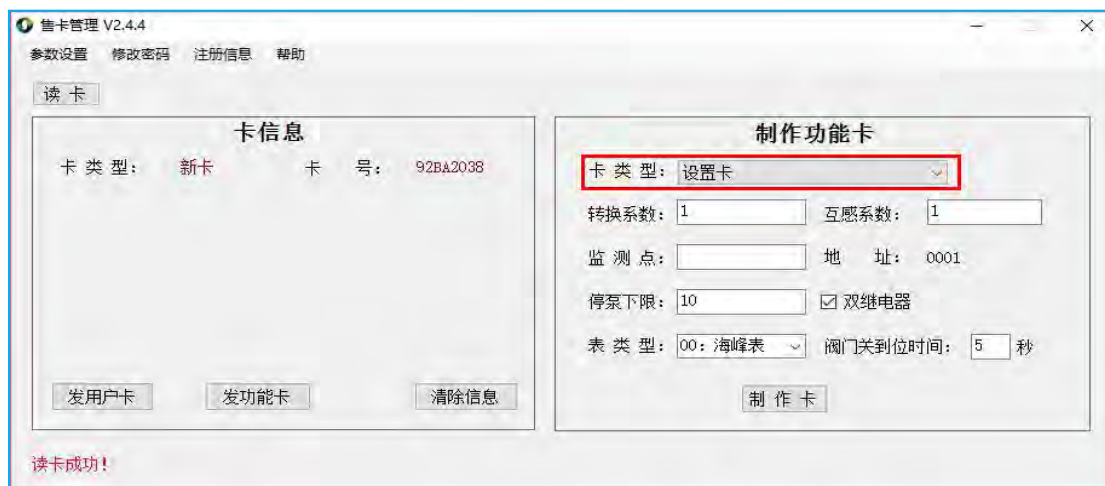 售卡管理 V2.4.4
参数设置 修改密码 注册信息 帮助
读 卡
卡信息
卡 类 型： 新卡 卡 号： 92BA2038
发用户卡 发功能卡 清除信息
制作功能卡
卡 类 型： 设置卡
转换系数： 1 互感系数： 1
监 测 点： 地 址： 0001
停泵下限： 10 双继电器
表 类 型： 00：海峰表 阀门关到位时间： 5 秒
制 作 卡
读卡成功！